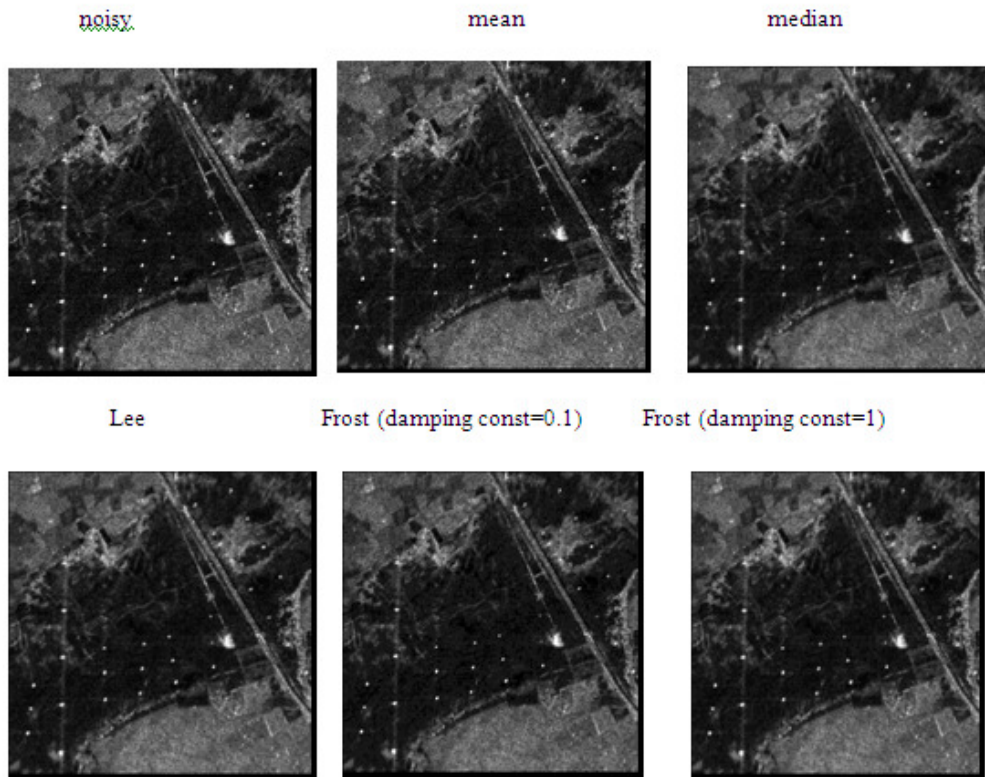 noisy mean median
Lee Frost (damping const=0.1) Frost (damping const=1)